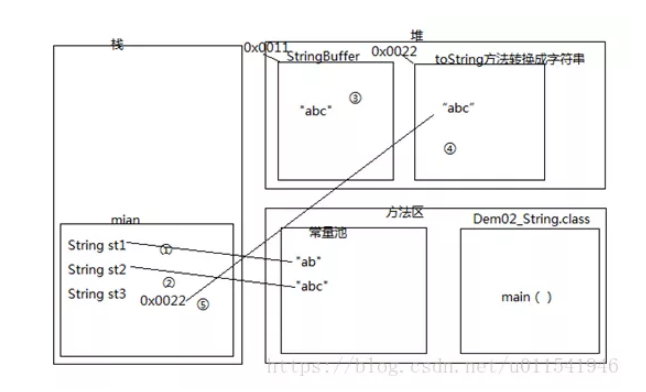 栈
堆
0x0011
0x0022
StringBuffer
toString方法转换成字符串
"abc" ③
"abc"
④
方法区
mian
常量池
Dem02_String.class
String st1 ①
"ab"
String st2 ②
"abc"
String st3 0x0022 ⑤
main（ ）
https://blog.csdn.net/u011541946